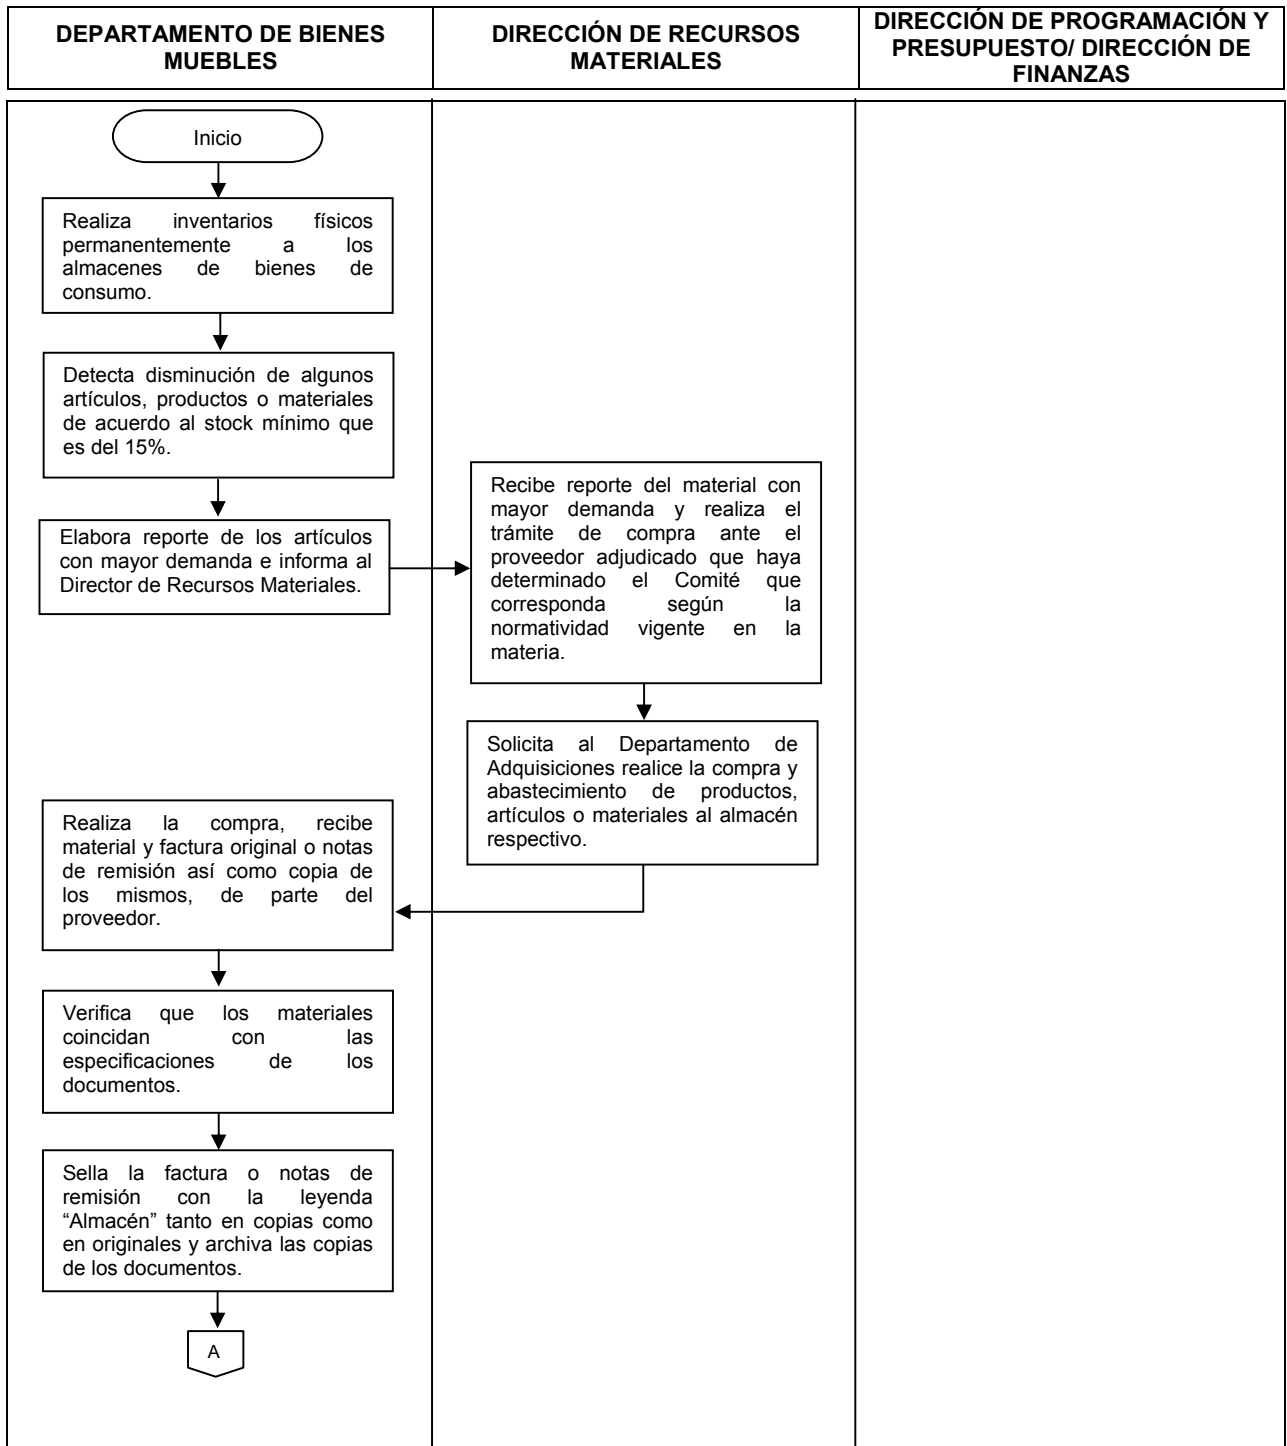 DEPARTAMENTO DE BIENES
MUEBLES
DIRECCIÓN DE RECURSOS
MATERIALES
DIRECCIÓN DE PROGRAMACIÓN Y
PRESUPUESTO/ DIRECCIÓN DE
FINANZAS
Inicio
Realiza inventarios físicos
permanentemente a los
almacenes de bienes de
consumo.
Detecta disminución de algunos
artículos, productos o materiales
de acuerdo al stock mínimo que
es del 15%.
Elabora reporte de los artículos
con mayor demanda e informa al
Director de Recursos Materiales.
Recibe reporte del material con
mayor demanda y realiza el
trámite de compra ante el
proveedor adjudicado que haya
determinado el Comité que
corresponda según la
normatividad vigente en la
materia.
Solicita al Departamento de
Adquisiciones realice la compra y
abastecimiento de productos,
artículos o materiales al almacén
respectivo.
Realiza la compra, recibe
material y factura original o notas
de remisión así como copia de
los mismos, de parte del
proveedor.
Verifica que los materiales
coincidan con las
especificaciones de los
documentos.
Sella la factura o notas de
remisión con la leyenda
“Almacén” tanto en copias como
en originales y archiva las copias
de los documentos.
A